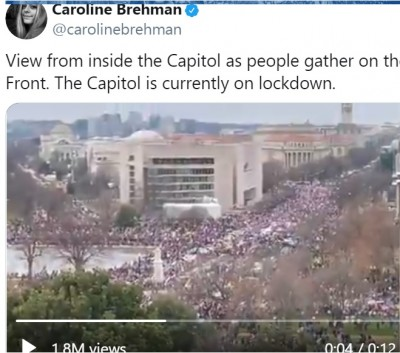 Caroline Brehman
@carolinebrehman
View from inside the Capitol as people gather on the
Front. The Capitol is currently on lockdown.
1.8M views
0:04 / 0:12